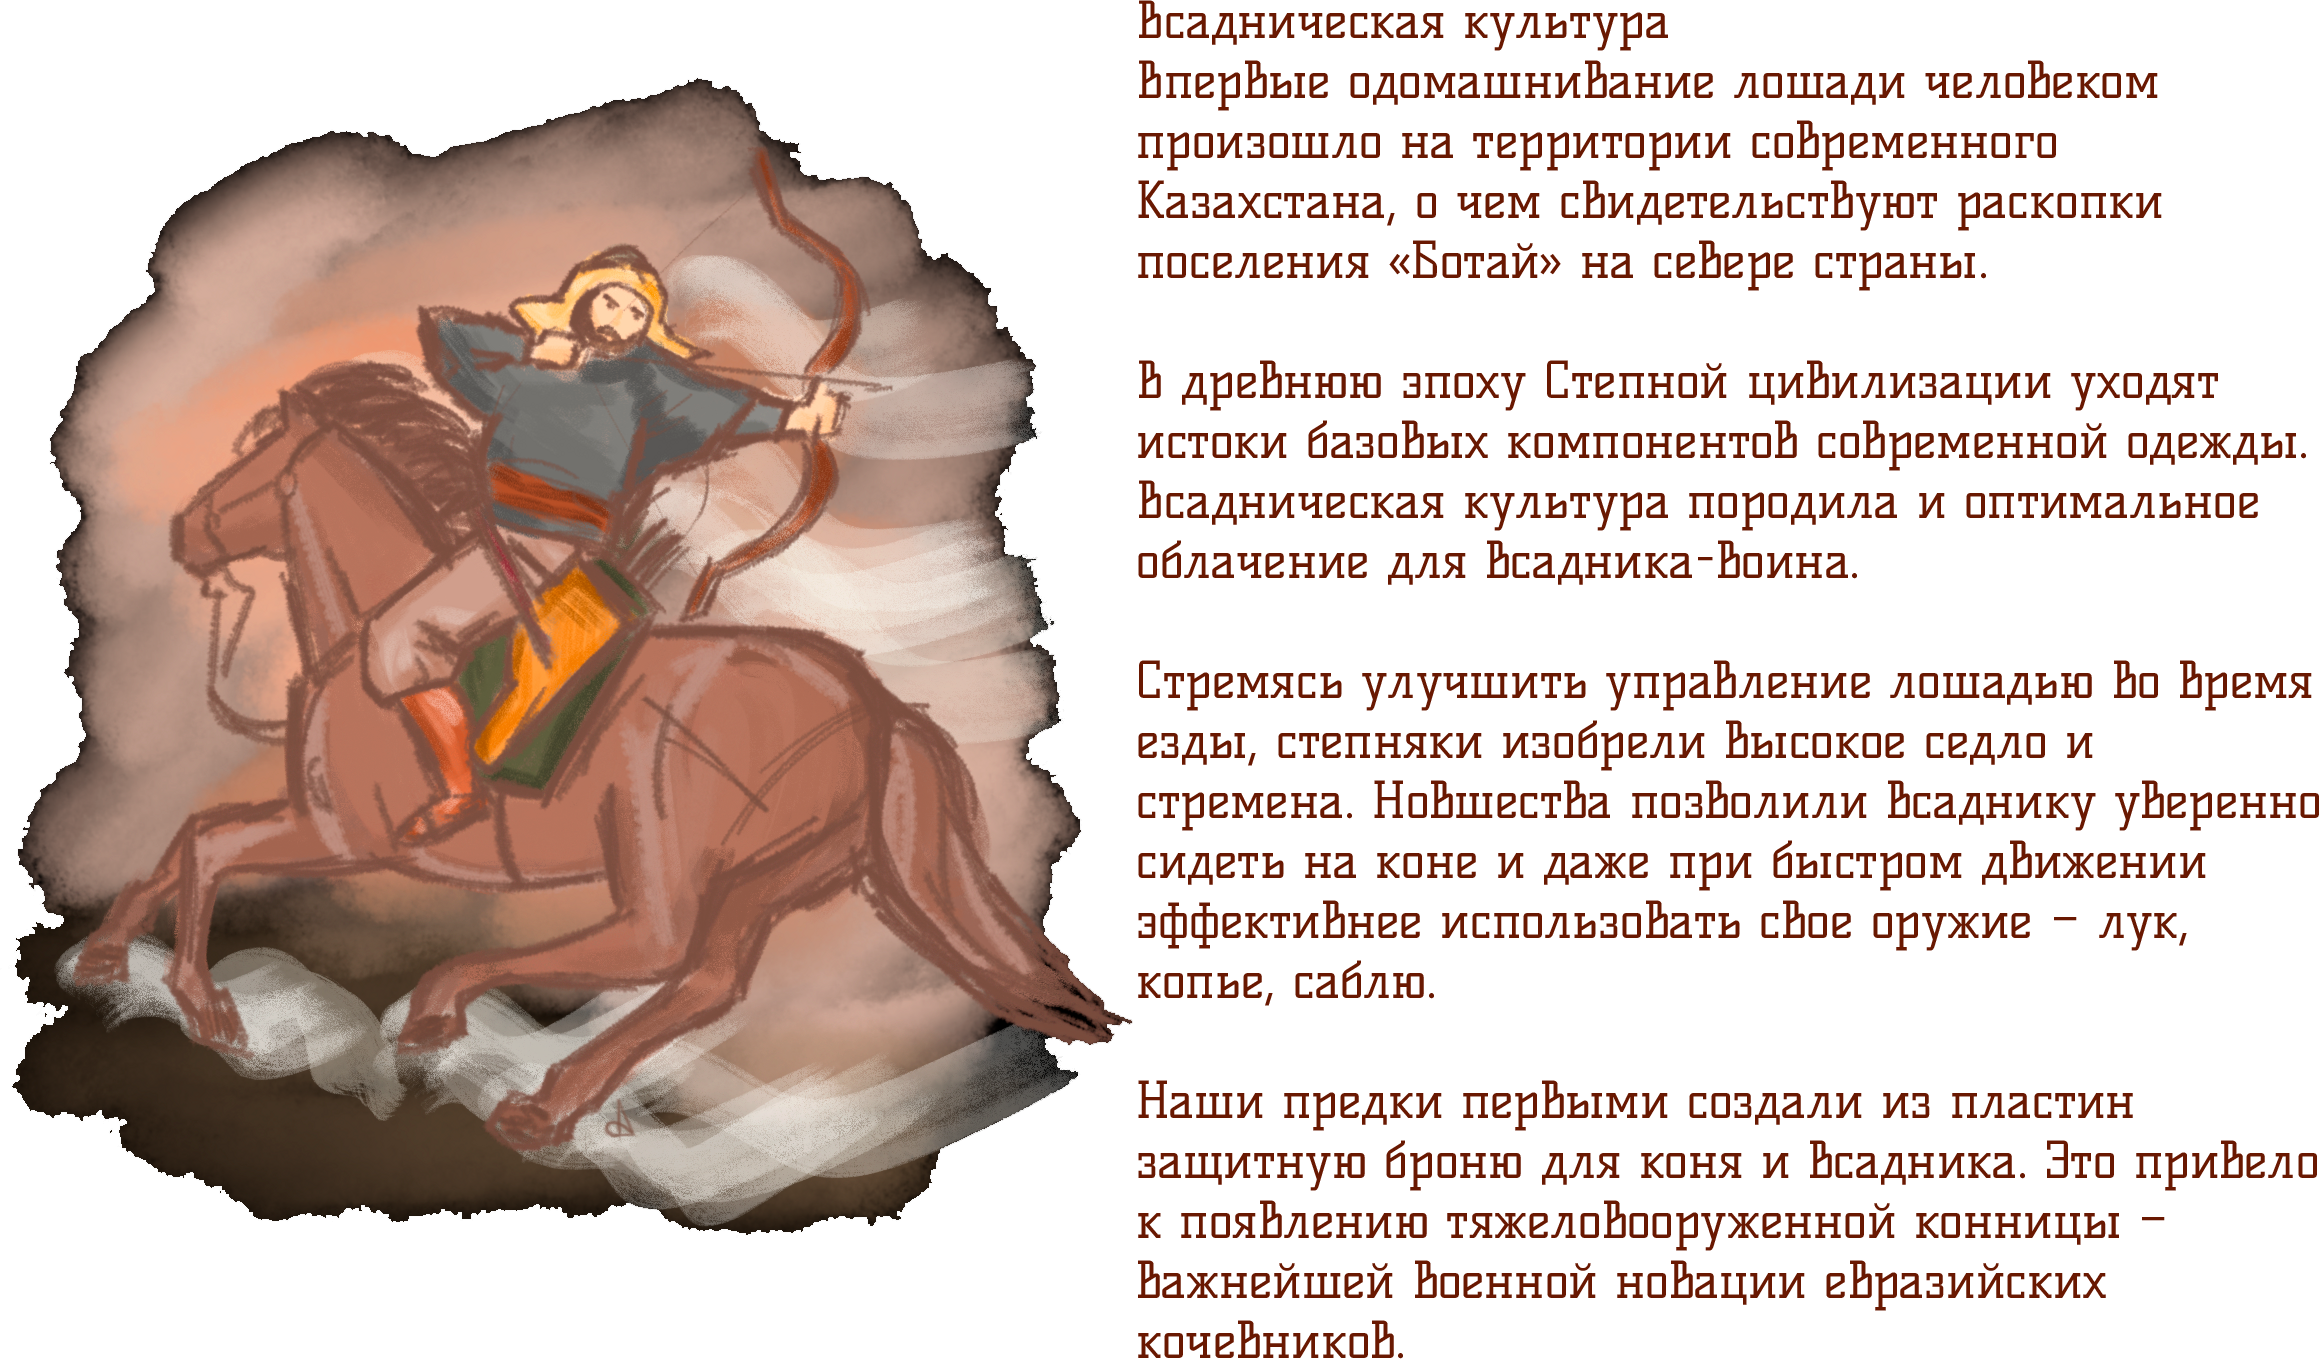 Всадническая культура
Впервые одомашнивание лошади человеком
произошло на территории современного
Казахстана, о чем свидетельствуют раскопки
поселения «Ботай» на севере страны.
В древнюю эпоху Степной цивилизации уходят
истоки базовых компонентов современной одежды.
Всадническая культура породила и оптимальное
облачение для всадника-воина.
Стремясь улучшить управление лошадью во время
езды, степняки изобрели высокое седло и
стремена. Новшества позволили всаднику уверенно
сидеть на коне и даже при быстром движении
эффективнее использовать свое оружие – лук,
копье, саблю.
Наши предки первыми создали из пластин
защитную броню для коня и всадника. Это привело
к появлению тяжеловооруженной конницы –
важнейшей военной новации евразийских
кочевников.